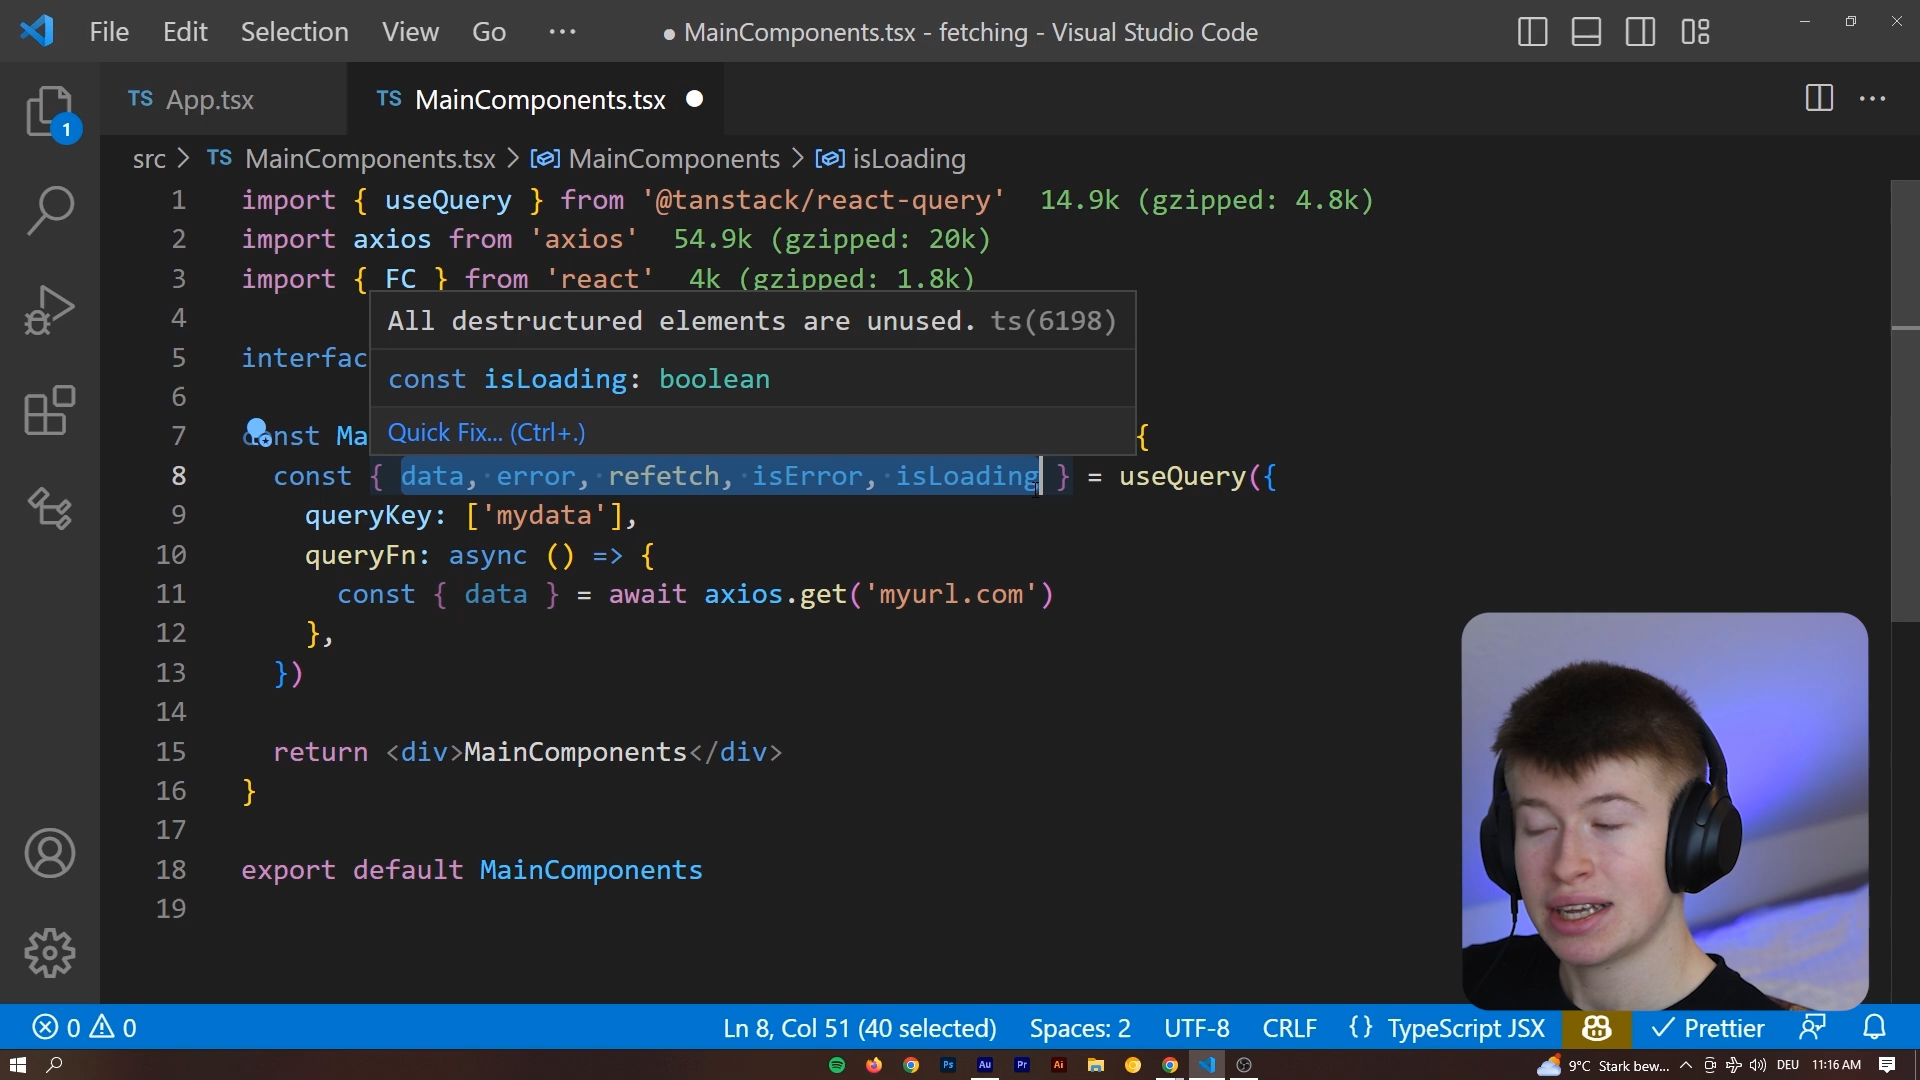 File Edit Selection View Go ···
● MainComponents.tsx - fetching - Visual Studio Code
TS App.tsx
TS MainComponents.tsx ●
1
src > TS MainComponents.tsx > MainComponents > isLoading
1 import { useQuery } from '@tanstack/react-query' 14.9k (gzipped: 4.8k)
2 import axios from 'axios' 54.9k (gzipped: 20k)
3 import { FC } from 'react' 4k (gzipped: 1.8k)
4
All destructured elements are unused. ts(6198)
5 interfac
const isLoading: boolean
6
Quick Fix... (Ctrl+.)
7 const Ma {
8 const { data, error, refetch, isError, isLoading } = useQuery({
9 queryKey: ['mydata'],
10 queryFn: async () => {
11 const { data } = await axios.get('myurl.com')
12 },
13 })
14
15 return <div>MainComponents</div>
16 }
17
18 export default MainComponents
19
0 0 Ln 8, Col 51 (40 selected) Spaces: 2 UTF-8 CRLF {} TypeScript JSX Prettier
Ps Au Pr Ai 9°C Stark bew... DEU 11:16 AM